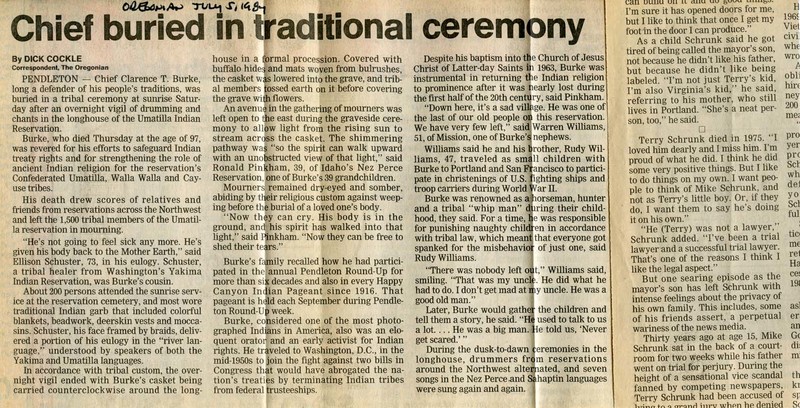 OREGONIAN JULY 5, 1987
Chief buried in traditional ceremony
By DICK COCKLE
Correspondent, The Oregonian
PENDLETON — Chief Clarence T. Burke,
long a defender of his people's traditions, was
buried in a tribal ceremony at sunrise Satur-
day after an overnight vigil of drumming and
chants in the longhouse of the Umatilla Indian
Reservation.
Burke, who died Thursday at the age of 97,
was revered for his efforts to safeguard Indian
treaty rights and for strengthening the role of
ancient Indian religion for the reservation's
Confederated Umatilla, Walla Walla and Cay-
use tribes.
His death drew scores of relatives and
friends from reservations across the Northwest
and left the 1,500 tribal members of the Umatil-
la reservation in mourning.
"He's not going to feel sick any more. He's
given his body back to the Mother Earth," said
Allison Schuster, 73, in his eulogy. Schuster,
a tribal healer from Washington's Yakima
Indian Reservation, was Burke's cousin.
About 200 persons attended the sunrise serv-
ice at the reservation cemetery, and most wore
traditional Indian garb that included colorful
blankets, beadwork, deerskin vests and mocca-
sins. Schuster, his face framed by braids, deliv-
ered a portion of his eulogy in the "river lan-
guage," understood by speakers of both the
Yakima and Umatilla languages.
In accordance with tribal custom, the over-
night vigil ended with Burke's casket being
carried counterclockwise around the long-
house in a formal procession. Covered with
buffalo hides and mats woven from bulrushes,
the casket was lowered into the grave, and trib-
al members tossed earth on it before covering
the grave with flowers.
An avenue in the gathering of mourners was
left open to the east during the graveside cere-
mony to allow light from the rising sun to
stream across the casket. The shimmering
pathway was "so the spirit can walk upward
with an unobstructed view of that light," said
Ronald Pinkham, 39, of Idaho's Nez Perce
Reservation, one of Burke's 39 grandchildren.
Mourners remained dry-eyed and somber,
abiding by their religious custom against weep-
ing before the burial of a loved one's body.
"Now they can cry. His body is in the
ground, and his spirit has walked into that
light," said Pinkham. "Now they can be free to
shed their tears."
Burke's family recalled how he had partici-
pated in the annual Pendleton Round-Up for
more than six decades and also in every Happy
Canyon Indian Pageant since 1916. That
pageant is held each September during Pendle-
ton Round-Up week.
Burke, considered one of the most photo-
graphed Indians in America, also was an elo-
quent orator and an early activist for Indian
rights. He traveled to Washington, D.C., in the
mid-1950s to join the fight against two bills in
Congress that would have abrogated the na-
tion's treaties by terminating Indian tribes
from federal trusteeships.
Despite his baptism into the Church of Jesus
Christ of Latter-day Saints in 1963, Burke was
instrumental in returning the Indian religion
to prominence after it was nearly lost during
the first half of the 20th century, said Pinkham.
"Down here, it's a sad village. He was one of
the last of our old people on this reservation.
We have very few left," said Warren Williams,
51, of Mission, one of Burke's nephews.
Williams said he and his brother, Rudy Wil-
liams, 47, traveled as small children with
Burke to Portland and San Francisco to partici-
pate in christenings of U.S. fighting ships and
troop carriers during World War II.
Burke was renowned as a horseman, hunter
and a tribal "whip man" during their child-
hood, they said. For a time, he was responsible
for punishing naughty children in accordance
with tribal law, which meant that everyone got
spanked for the misbehavior of just one, said
Rudy Williams.
"There was nobody left out," Williams said,
smiling. "That was my uncle. He did what he
had to do. I don't get mad at my uncle. He was a
good old man."
Later, Burke would gather the children and
tell them a story, he said. "He used to talk to us
a lot. . . . He was a big man. He told us, 'Never
get scared.' "
During the dusk-to-dawn ceremonies in the
longhouse, drummers from reservations
around the Northwest alternated, and seven
songs in the Nez Perce and Sahaptin languages
were sung again and again.
I'm sure it has opened doors for me,
but I like to think that once I get my
foot in the door I can produce."
As a child Schrunk said he got
tired of being called the mayor's son,
not because he didn't like his father,
but because he didn't like being
labeled. "I'm not just Terry's kid,
I'm also Virginia's kid," he said,
referring to his mother, who still
lives in Portland. "She's a neat per-
son, too," he said.
Terry Schrunk died in 1975. "I
loved him dearly and I miss him. I'm
proud of what he did. I think he did
some very positive things. But I like
to do things on my own. I want peo-
ple to think of Mike Schrunk, and
not as Terry's little boy. Or, if they
do, I want them to say he's doing
it on his own."
"He (Terry) was not a lawyer,"
Schrunk added. "I've been a trial
lawyer and a successful trial lawyer.
That's one of the reasons I think I
like the legal aspect."
But one searing episode as the
mayor's son has left Schrunk with
intense feelings about the privacy of
his own family. This includes, some
of his friends assert, a perpetual
wariness of the news media.
Thirty years ago at age 15, Mike
Schrunk sat in the back of a court-
room for two weeks while his father
went on trial for perjury. During the
height of a sensational vice scandal
fanned by competing newspapers,
Terry Schrunk had been accused of
lying to a grand jury when he denied